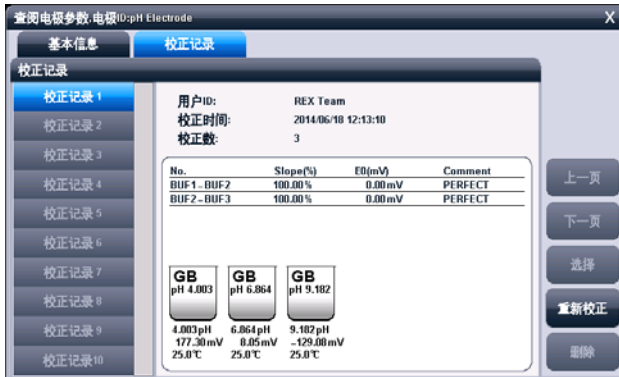 查阅电极参数.电极ID:pH Electrode
X
基本信息
校正记录
校正记录
校正记录 1
校正记录 2
校正记录 3
校正记录 4
校正记录 5
校正记录 6
校正记录 7
校正记录 8
校正记录 9
校正记录10
用户ID: REX Team
校正时间: 2014/06/18 12:13:10
校正数: 3
No. Slope(%) E0(mV) Comment
BUF1-BUF2 100.00% 0.00mV PERFECT
BUF2-BUF3 100.00% 0.00mV PERFECT
GB GB GB
pH 4.003 pH 6.864 pH 9.182
4.003pH 6.864pH 9.182pH
177.30mV 8.05mV -129.08mV
25.0℃ 25.0℃ 25.0℃
上一页
下一页
选择
重新校正
删除